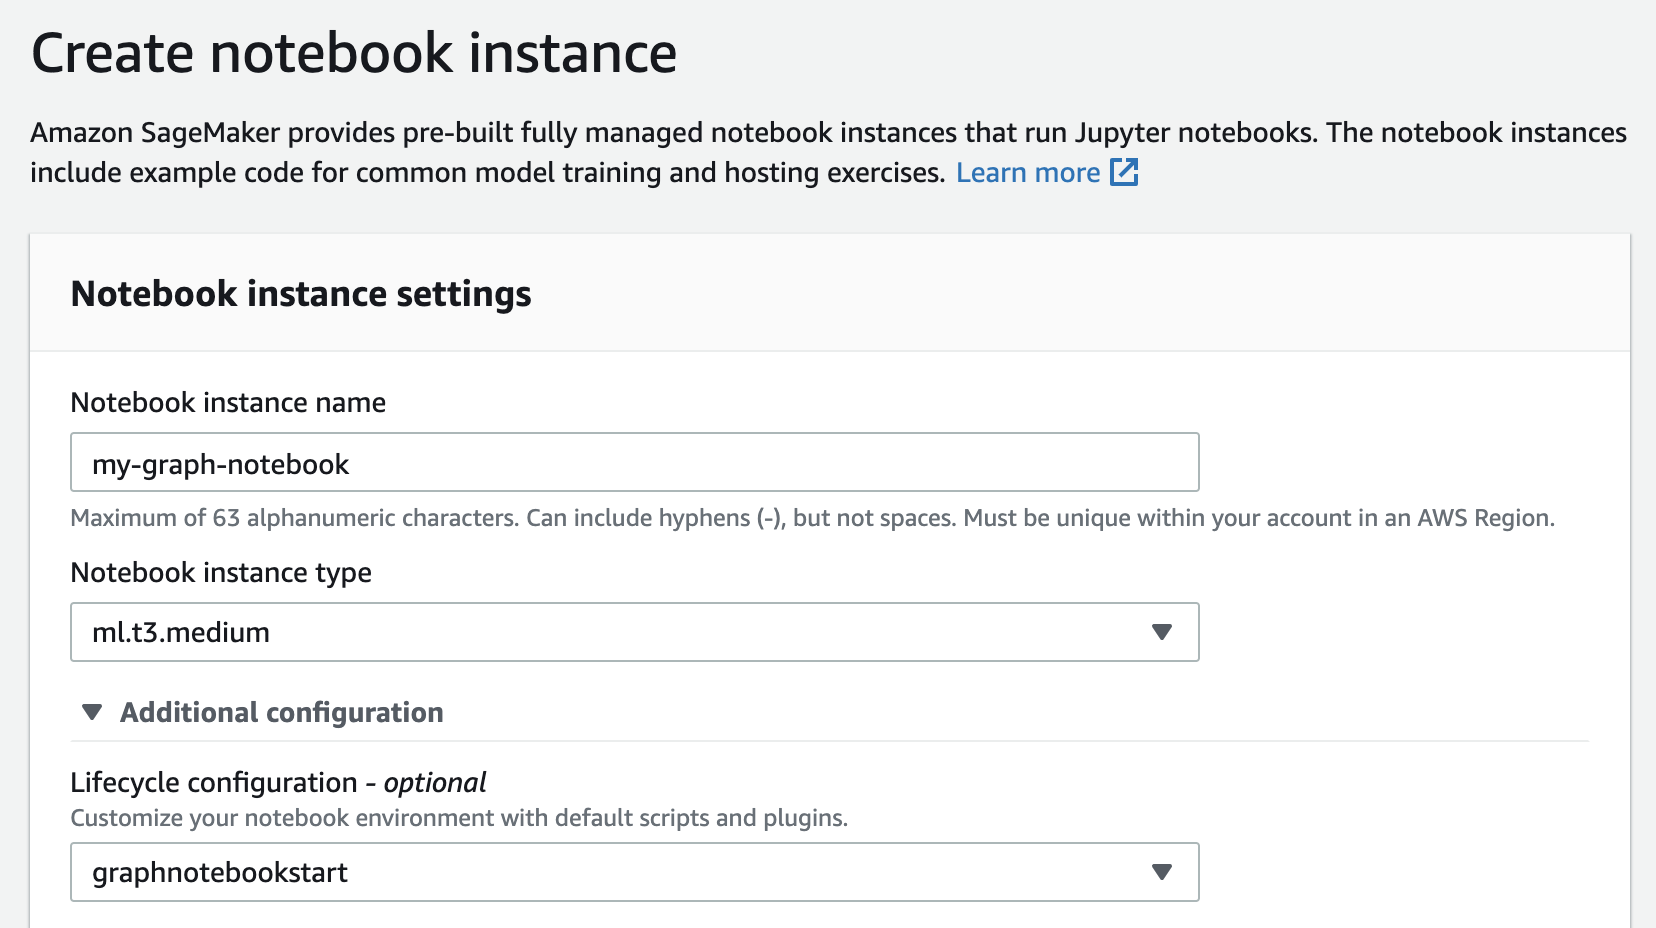 Create notebook instance
Amazon SageMaker provides pre-built fully managed notebook instances that run Jupyter notebooks. The notebook instances
include example code for common model training and hosting exercises. Learn more
Notebook instance settings
Notebook instance name
my-graph-notebook
Maximum of 63 alphanumeric characters. Can include hyphens (-), but not spaces. Must be unique within your account in an AWS Region.
Notebook instance type
ml.t3.medium
Additional configuration
Lifecycle configuration - optional
Customize your notebook environment with default scripts and plugins.
graphnotebookstart